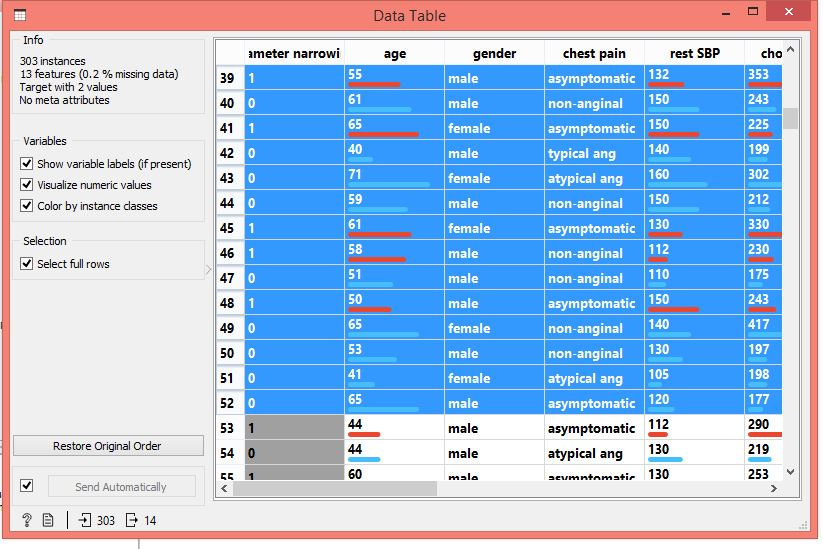 Data Table
Info
303 instances
13 features (0.2 % missing data)
Target with 2 values
No meta attributes
Variables
Show variable labels (if present)
Visualize numeric values
Color by instance classes
Selection
Select full rows
Restore Original Order
Send Automatically
? 303 14
ameter narrowi age gender chest pain rest SBP cho
39 1 55 male asymptomatic 132 353
40 0 61 male non-anginal 150 243
41 1 65 female asymptomatic 150 225
42 0 40 male typical ang 140 199
43 0 71 female atypical ang 160 302
44 0 59 male non-anginal 150 212
45 1 61 female asymptomatic 130 330
46 1 58 male non-anginal 112 230
47 0 51 male non-anginal 110 175
48 1 50 male asymptomatic 150 243
49 0 65 female non-anginal 140 417
50 0 53 male non-anginal 130 197
51 0 41 female atypical ang 105 198
52 0 65 male asymptomatic 120 177
53 1 44 male asymptomatic 112 290
54 0 44 male atypical ang 130 219
55 1 60 male asymptomatic 130 253